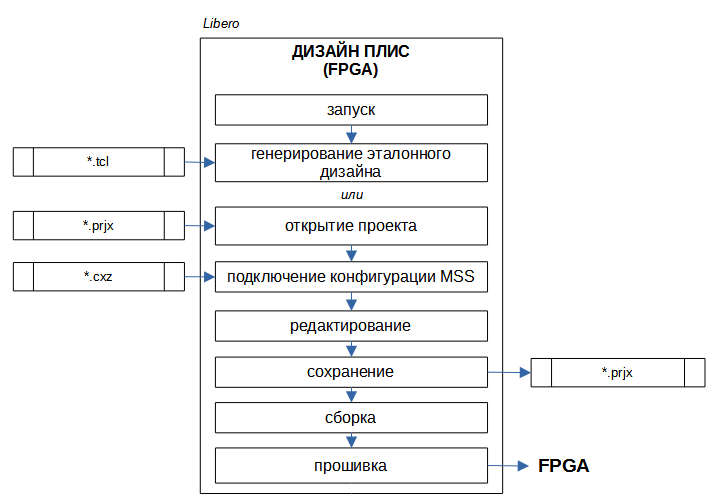 Libero
ДИЗАЙН ПЛИС
(FPGA)
запуск
*.tcl
генерирование эталонного
дизайна
или
*.prjx
открытие проекта
*.cxz
подключение конфигурации MSS
редактирование
сохранение
*.prjx
сборка
прошивка
FPGA